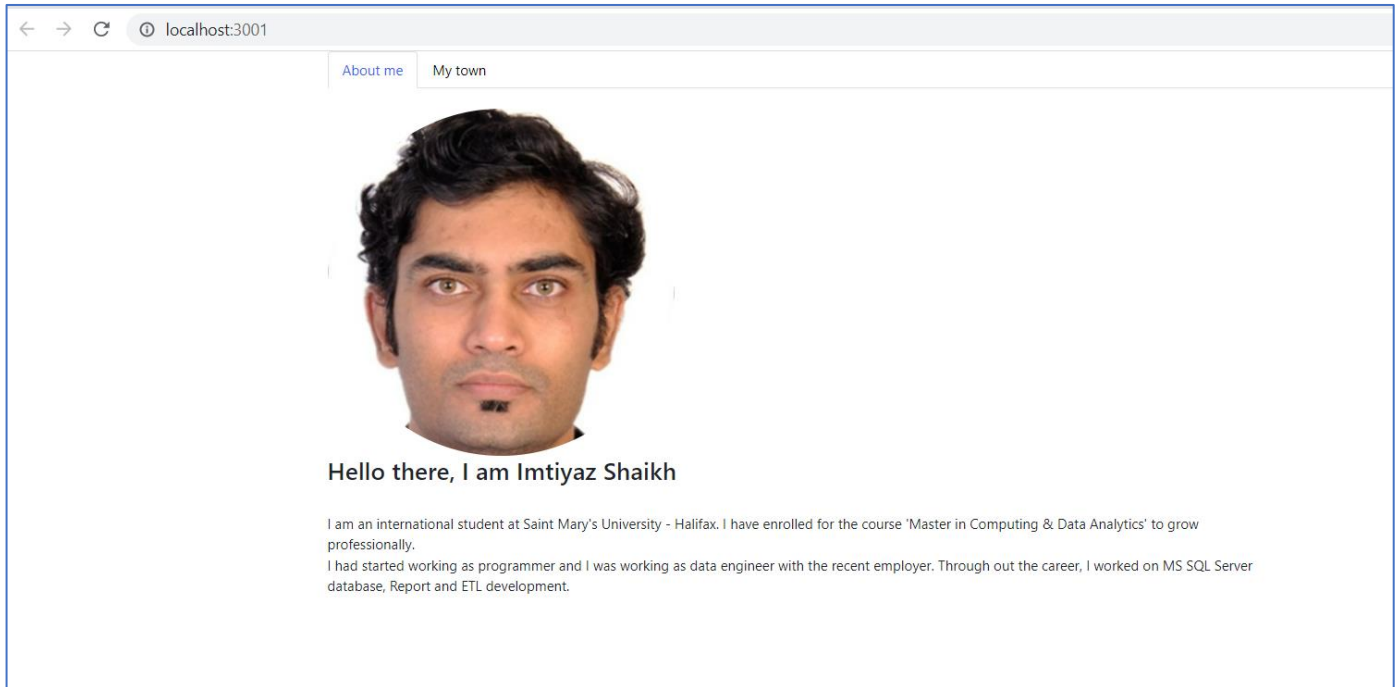 localhost:3001
About me My town
Hello there, I am Imtiyaz Shaikh
I am an international student at Saint Mary's University - Halifax. I have enrolled for the course 'Master in Computing & Data Analytics' to grow
professionally.
I had started working as programmer and I was working as data engineer with the recent employer. Through out the career, I worked on MS SQL Server
database, Report and ETL development.